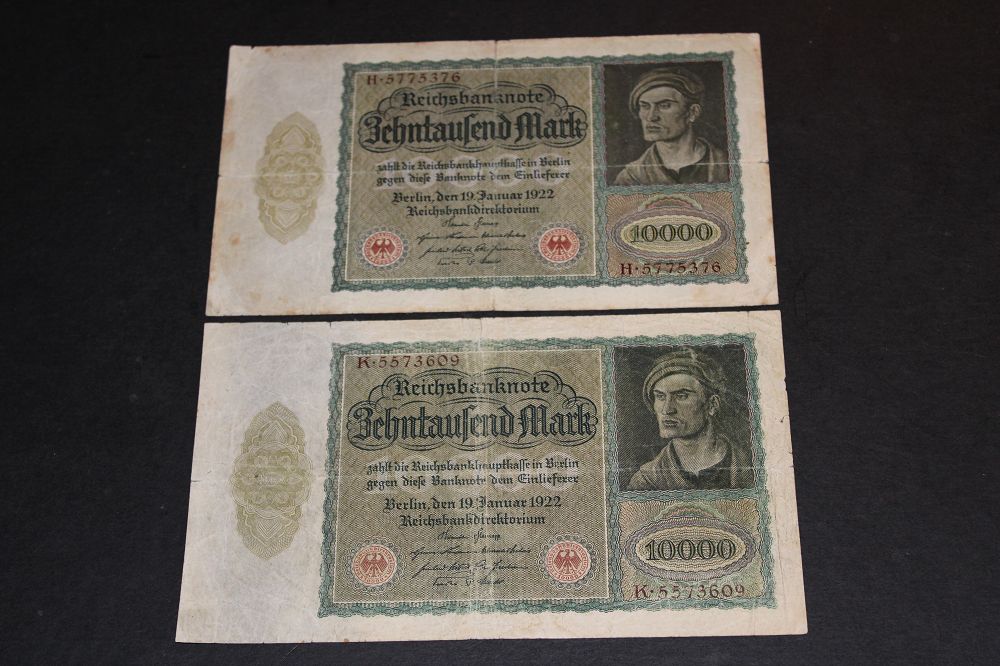 H·5775376
Reichsbanknote
Zehntausend Mark
zahlt die Reichsbankhauptkasse in Berlin
gegen diese Banknote dem Einlieferer
Berlin, den 19. Januar 1922
Reichsbankdirektorium
10000
H·5775376
K·5573609
Reichsbanknote
Zehntausend Mark
zahlt die Reichsbankhauptkasse in Berlin
gegen diese Banknote dem Einlieferer
Berlin, den 19. Januar 1922
Reichsbankdirektorium
10000
K·5573609